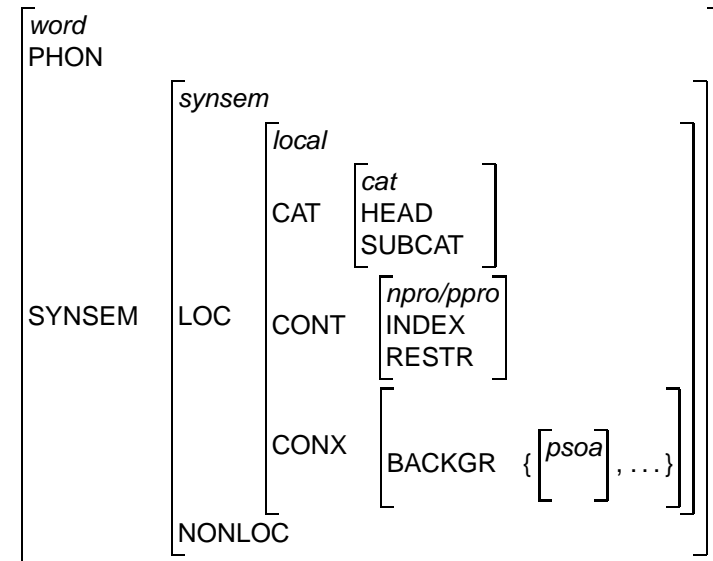 word
PHON
synsem
local
cat
CAT HEAD
SUBCAT
npro/ppro
SYNSEM LOC CONT INDEX
RESTR
CONX
BACKGR { psoa , . . . }
NONLOC